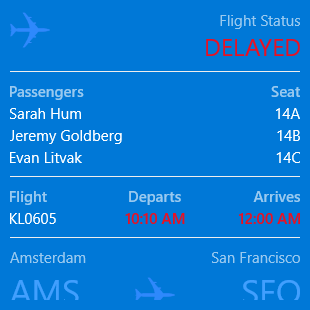 Flight Status
DELAYED
Passengers Seat
Sarah Hum 14A
Jeremy Goldberg 14B
Evan Litvak 14C
Flight Departs Arrives
KL0605 10:10 AM 12:00 AM
Amsterdam San Francisco
AMS SFO